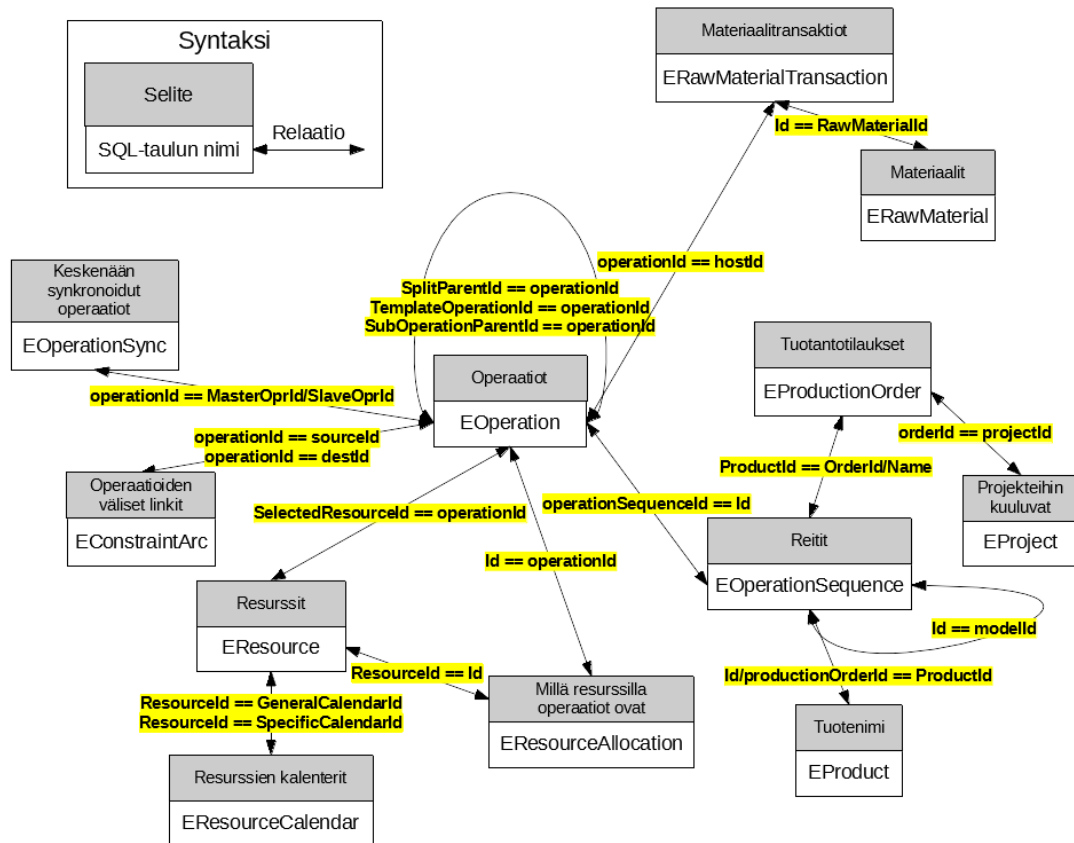 Syntaksi
Selite
SQL-taulun nimi
Relaatio
Materiaalitransaktiot
ERawMaterialTransaction
Id == RawMaterialId
Materiaalit
ERawMaterial
operationId == hostId
SplitParentId == operationId
TemplateOperationId == operationId
SubOperationParentId == operationId
Keskenään
synkronoidut
operaatiot
EOperationSync
operationId == MasterOprId/SlaveOprId
Operaatiot
EOperation
Tuotantotilaukset
EProductionOrder
orderId == projectId
ProductId == OrderId/Name
operationId == sourceId
operationId == destId
Operaatioiden
väliset linkit
EConstraintArc
SelectedResourceId == operationId
operationSequenceId == Id
Projekteihin
kuuluvat
EProject
Id == operationId
Reitit
EOperationSequence
Id == modelId
Resurssit
EResource
ResourceId == Id
Id/productionOrderId == ProductId
ResourceId == GeneralCalendarId
ResourceId == SpecificCalendarId
Millä resurssilla
operaatiot ovat
EResourceAllocation
Tuotenimi
EProduct
Resurssien kalenterit
EResourceCalendar